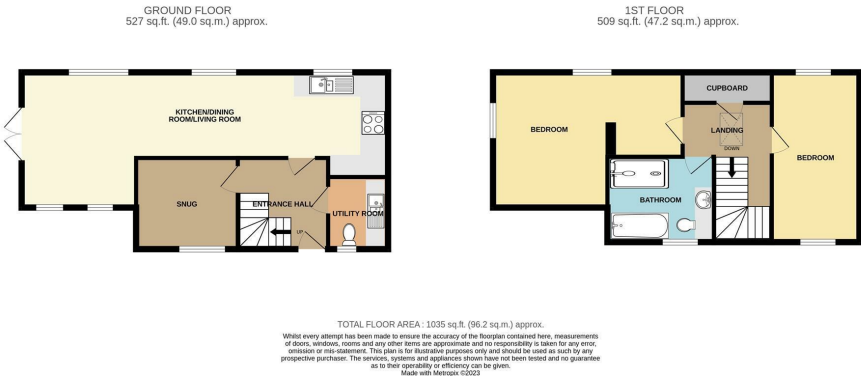 GROUND FLOOR
527 sq.ft. (49.0 sq.m.) approx.
KITCHEN/DINING
ROOM/LIVING ROOM
SNUG
ENTRANCE HALL
UP
UTILITY ROOM
1ST FLOOR
509 sq.ft. (47.2 sq.m.) approx.
CUPBOARD
BEDROOM
LANDING
DOWN
BEDROOM
BATHROOM
TOTAL FLOOR AREA : 1035 sq.ft. (96.2 sq.m.) approx.
Whilst every attempt has been made to ensure the accuracy of the floorplan contained here, measurements
of doors, windows, rooms and any other items are approximate and no responsibility is taken for any error,
omission or mis-statement. This plan is for illustrative purposes only and should be used as such by any
prospective purchaser. The services, systems and appliances shown have not been tested and no guarantee
as to their operability or efficiency can be given.
Made with Metropix ©2023